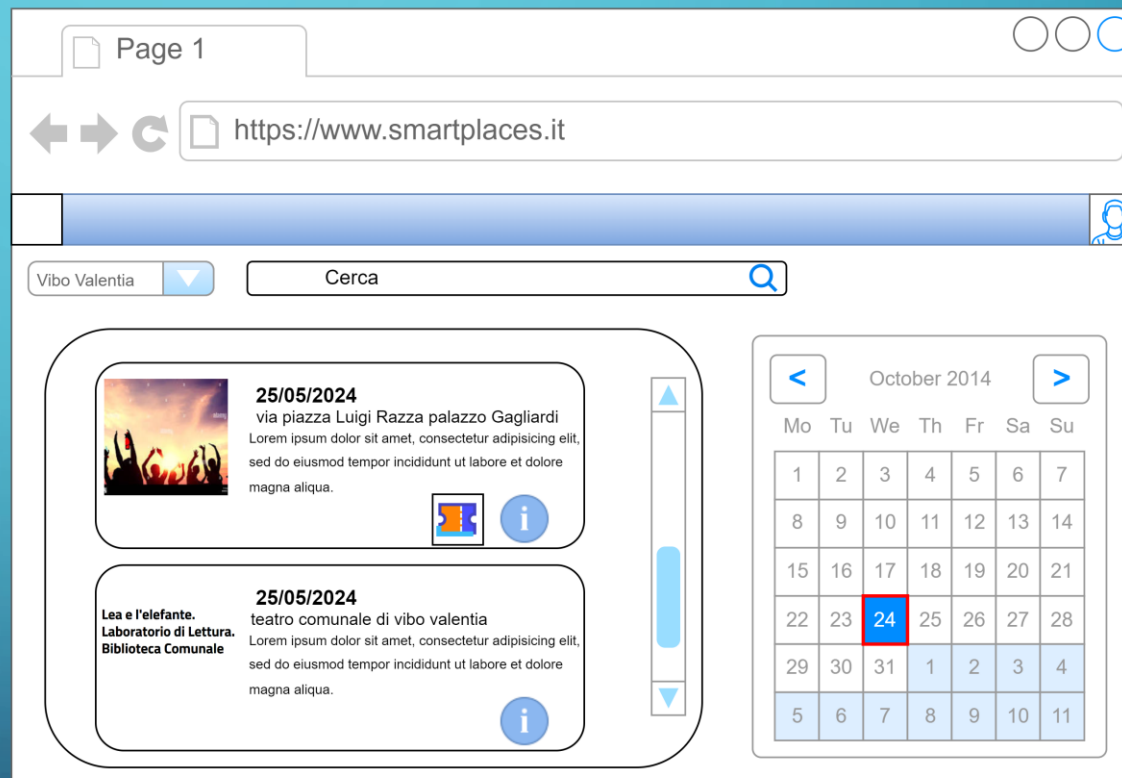 Page 1
https://www.smartplaces.it
Vibo Valentia
Cerca
25/05/2024
via piazza Luigi Razza palazzo Gagliardi
Lorem ipsum dolor sit amet, consectetur adipisicing elit,
sed do eiusmod tempor incididunt ut labore et dolore
magna aliqua.
i
Lea e l'elefante.
Laboratorio di Lettura.
Biblioteca Comunale
25/05/2024
teatro comunale di vibo valentia
Lorem ipsum dolor sit amet, consectetur adipisicing elit,
sed do eiusmod tempor incididunt ut labore et dolore
magna aliqua.
i
< October 2014 >
Mo Tu We Th Fr Sa Su
1 2 3 4 5 6 7
8 9 10 11 12 13 14
15 16 17 18 19 20 21
22 23 24 25 26 27 28
29 30 31 1 2 3 4
5 6 7 8 9 10 11